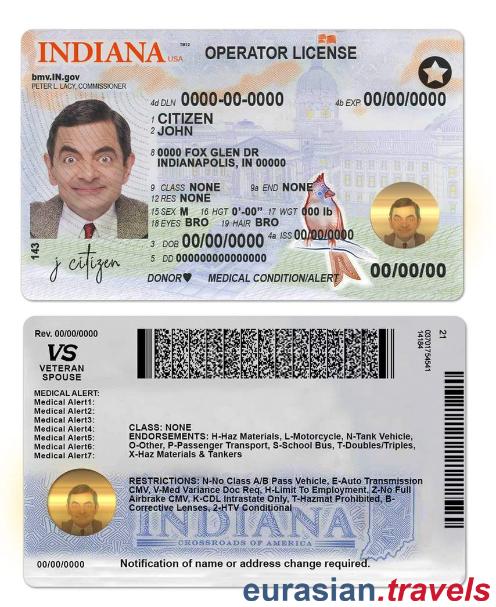 INDIANA USA
TM12
OPERATOR LICENSE
bmv.IN.gov
PETER L. LACY, COMMISSIONER
4d DLN 0000-00-0000
4b EXP 00/00/0000
1 CITIZEN
2 JOHN
8 0000 FOX GLEN DR
INDIANAPOLIS, IN 00000
9 CLASS NONE 9a END NONE
12 RES NONE
15 SEX M 16 HGT 0'-00" 17 WGT 000 lb
18 EYES BRO 19 HAIR BRO
3 DOB 00/00/0000 4a ISS 00/00/0000
5 DD 000000000000000
DONOR♥ MEDICAL CONDITION/ALERT
00/00/00
143
j citizen
Rev. 00/00/0000
VS
VETERAN
SPOUSE
MEDICAL ALERT:
Medical Alert1:
Medical Alert2:
Medical Alert3:
Medical Alert4:
Medical Alert5:
Medical Alert6:
Medical Alert7:
21
00701754541
14184
CLASS: NONE
ENDORSEMENTS: H-Haz Materials, L-Motorcycle, N-Tank Vehicle,
O-Other, P-Passenger Transport, S-School Bus, T-Doubles/Triples,
X-Haz Materials & Tankers
RESTRICTIONS: N-No Class A/B Pass Vehicle, E-Auto Transmission
CMV, V-Med Variance Doc Req, H-Limit To Employment, Z-No Full
Airbrake CMV, K-CDL Intrastate Only, T-Hazmat Prohibited, B-
Corrective Lenses, 2-HTV Conditional
INDIANA
CROSSROADS OF AMERICA
00/00/0000
Notification of name or address change required.
eurasian.travels